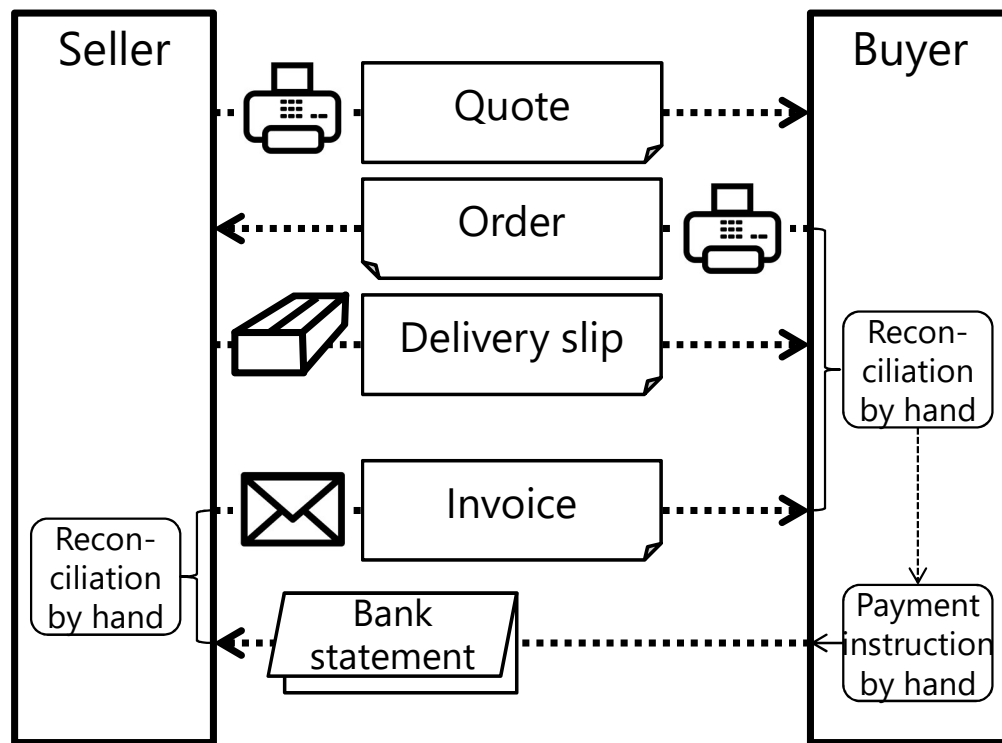 Seller
Buyer
Quote
Order
Delivery slip
Recon-
ciliation
by hand
Invoice
Recon-
ciliation
by hand
Bank
statement
Payment
instruction
by hand